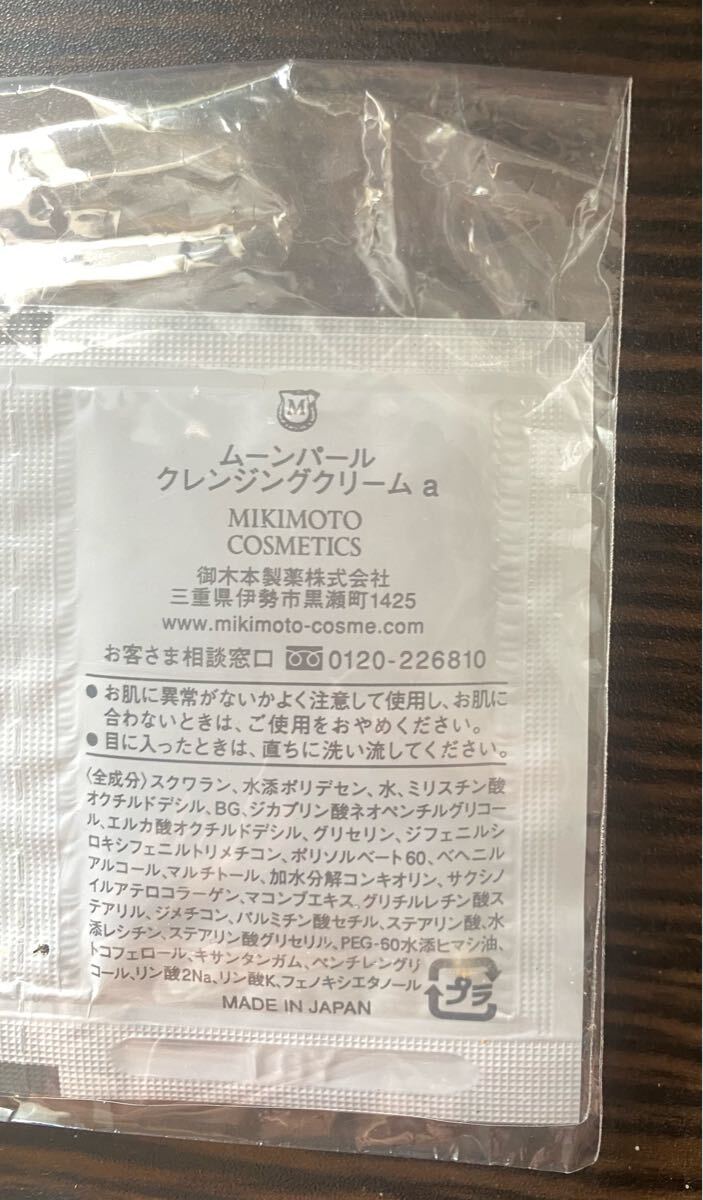 M
ムーンパール
クレンジングクリーム a
MIKIMOTO
COSMETICS
御木本製薬株式会社
三重県伊勢市黒瀬町1425
www.mikimoto-cosme.com
お客さま相談窓口 0120-226810
●お肌に異常がないかよく注意して使用し、お肌に
合わないときは、ご使用をおやめください。
●目に入ったときは、直ちに洗い流してください。
〈全成分〉スクワラン、水添ポリデセン、水、ミリスチン酸
オクチルドデシル、BG、ジカプリン酸ネオペンチルグリコー
ル、エルカ酸オクチルドデシル、グリセリン、ジフェニルシ
ロキシフェニルトリメチコン、ポリソルベート60、ベヘニル
アルコール、マルチトール、加水分解コンキオリン、サクシノ
イルアテロコラーゲン、マコンブエキス、グリチルレチン酸ス
テアリル、ジメチコン、パルミチン酸セチル、ステアリン酸、水
添レシチン、ステアリン酸グリセリル、PEG-60水添ヒマシ油、
トコフェロール、キサンタンガム、ペンチレングリ
コール、リン酸2Na、リン酸K、フェノキシエタノール
プラ
MADE IN JAPAN